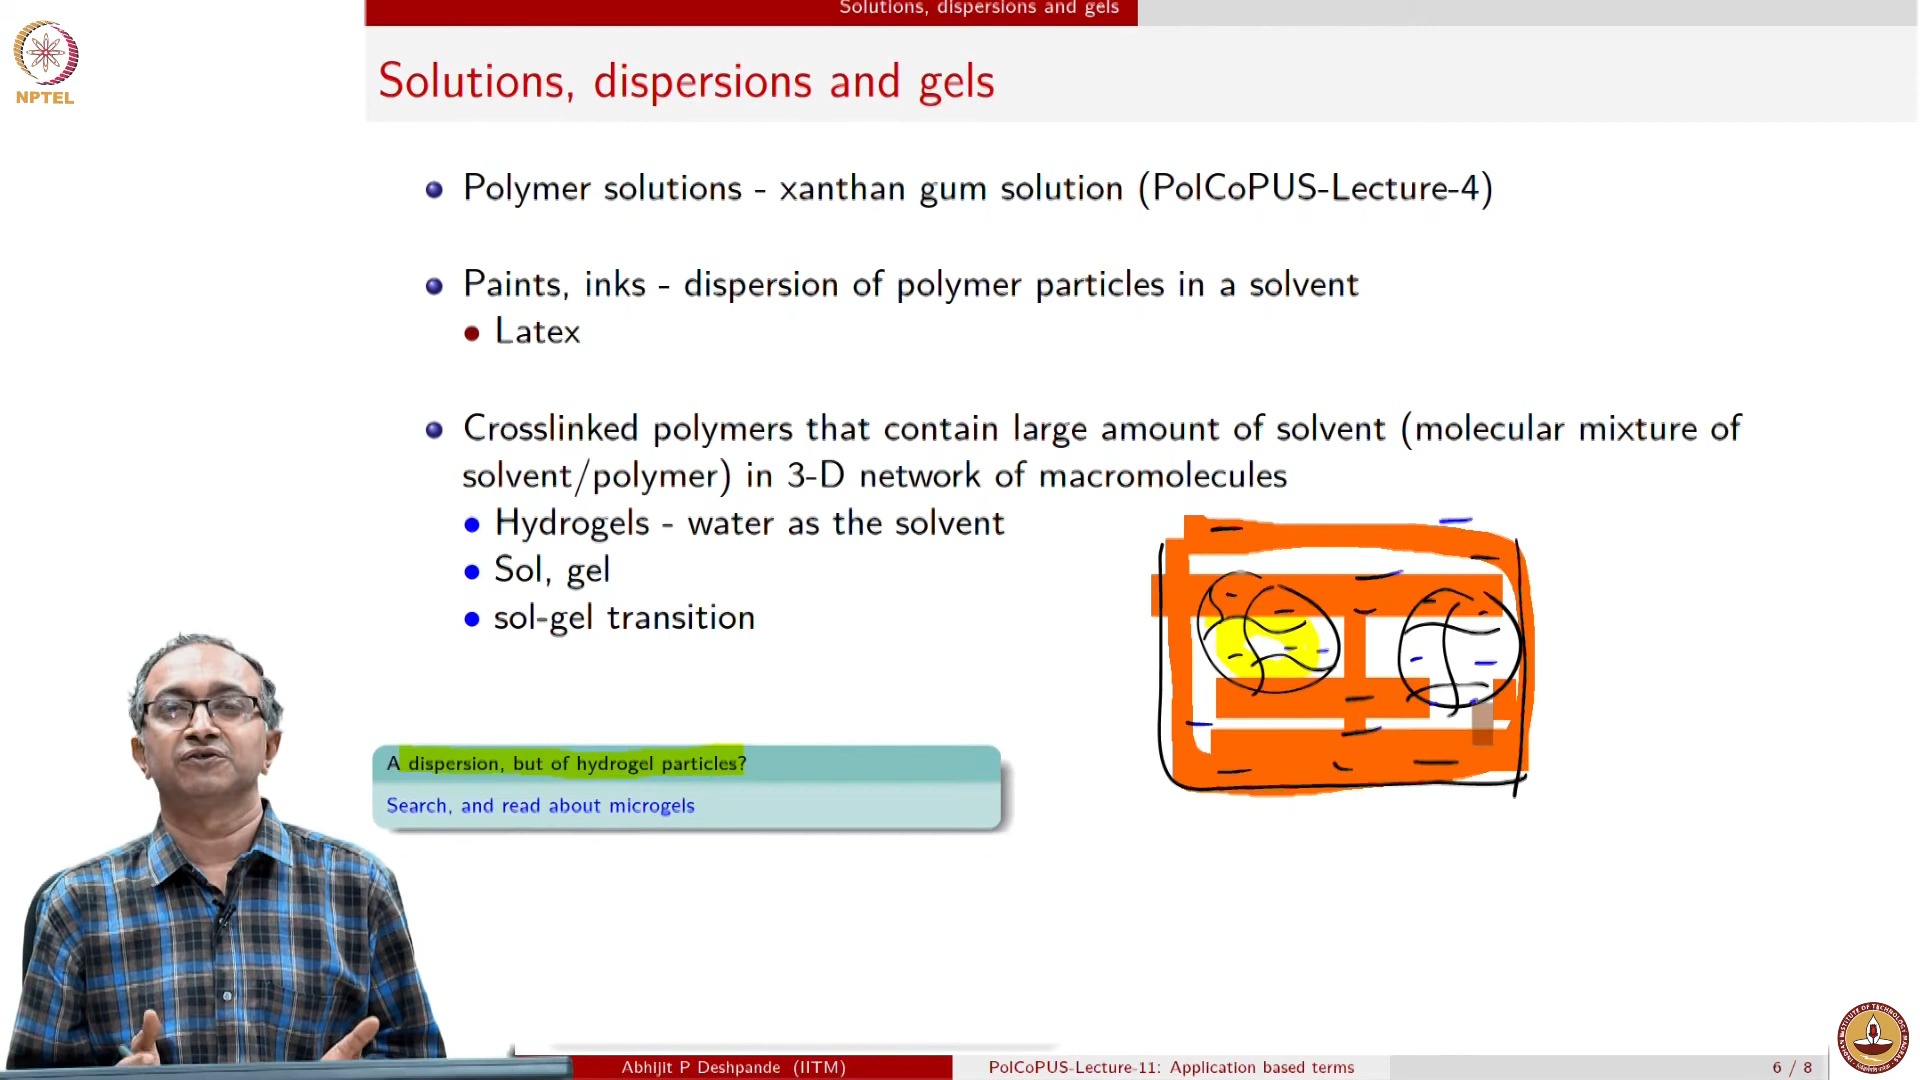 Solutions, dispersions and gels
NPTEL
Solutions, dispersions and gels
Polymer solutions - xanthan gum solution (PolCoPUS-Lecture-4)
Paints, inks - dispersion of polymer particles in a solvent
Latex
Crosslinked polymers that contain large amount of solvent (molecular mixture of
solvent/polymer) in 3-D network of macromolecules
Hydrogels - water as the solvent
Sol, gel
sol-gel transition
A dispersion, but of hydrogel particles?
Search, and read about microgels
Abhijit P Deshpande (IITM)
PolCoPUS-Lecture-11: Application based terms
6 / 8